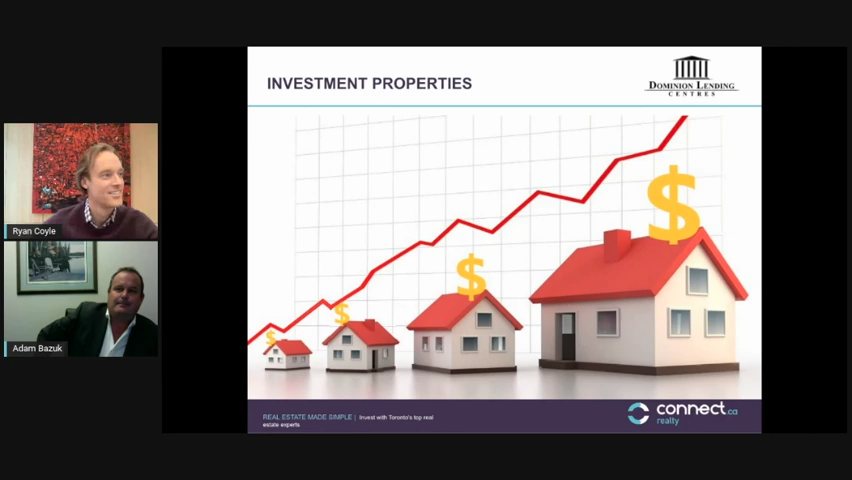 INVESTMENT PROPERTIES
DOMINION LENDING
CENTRES
Ryan Coyle
Adam Bazuk
$
$
$
$
REAL ESTATE MADE SIMPLE | Invest with Toronto's top real
estate experts
connect.ca
realty